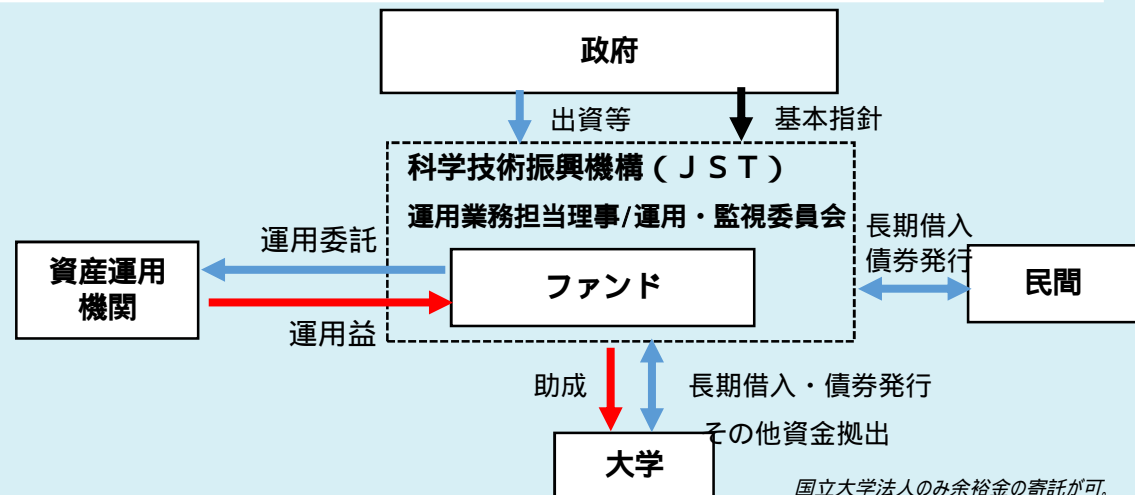 政府
出資等
基本指針
科学技術振興機構（ＪＳＴ）
運用業務担当理事/運用・監視委員会
長期借入
債券発行
運用委託
資産運用
機関
ファンド
民間
運用益
助成
長期借入・債券発行
その他資金拠出
大学
国立大学法人のみ余裕金の寄託が可。